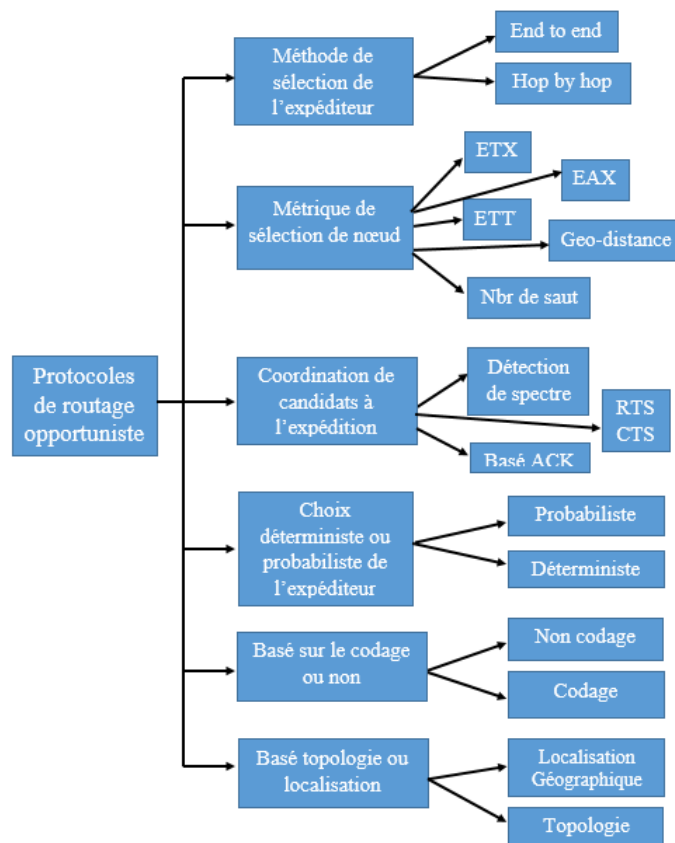 Protocoles
de routage
opportuniste
Méthode de
sélection de
l'expéditeur
End to end
Hop by hop
Métrique de
sélection de nœud
ETX
EAX
ETT
Geo-distance
Nbr de saut
Coordination de
candidats à
l'expédition
Détection
de spectre
RTS
CTS
Basé ACK
Choix
déterministe ou
probabiliste de
l'expéditeur
Probabiliste
Déterministe
Basé sur le codage
ou non
Non codage
Codage
Basé topologie ou
localisation
Localisation
Géographique
Topologie